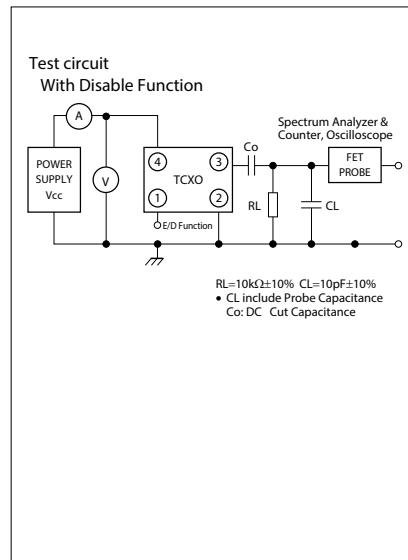 Test circuit
With Disable Function
A
Spectrum Analyzer &
Counter, Oscilloscope
Co
POWER
SUPPLY
Vcc
V
4
3
TCXO
1
2
FET
PROBE
RL
CL
E/D Function
RL=10kΩ±10% CL=10pF±10%
• CL include Probe Capacitance
Co: DC Cut Capacitance